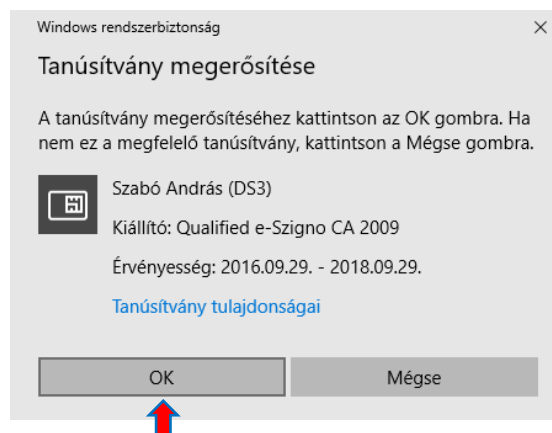 Windows rendszerbiztonság
Tanúsítvány megerősítése
A tanúsítvány megerősítéséhez kattintson az OK gombra. Ha
nem ez a megfelelő tanúsítvány, kattintson a Mégse gombra.
Szabó András (DS3)
Kiállító: Qualified e-Szigno CA 2009
Érvényesség: 2016.09.29. - 2018.09.29.
Tanúsítvány tulajdonságai
OK Mégse